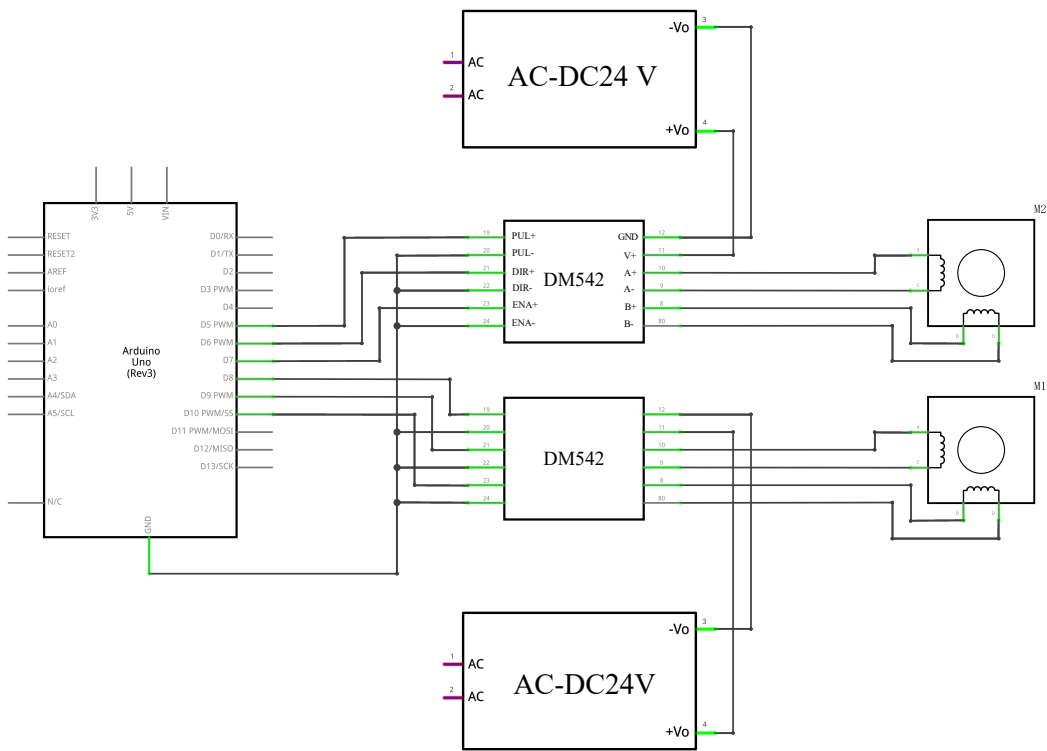 3
-Vo
1
AC
AC-DC24 V
2
AC
4
+Vo
3V3
5V
VIN
M2
RESET
D0/RX
19
PUL+
GND
12
RESET2
D1/TX
20
PUL-
V+
11
A
AREF
D2
21
DIR+
A+
10
DM542
ioref
D3 PWM
22
DIR-
A-
9
C
D4
23
ENA+
B+
8
A0
D5 PWM
24
ENA-
B-
80
B
D
A1
D6 PWM
Arduino
Uno
(Rev3)
A2
D7
A3
D8
M1
A4/SDA
D9 PWM
A5/SCL
D10 PWM/SS
19
12
D11 PWM/MOSI
20
11
A
D12/MISO
21
10
DM542
D13/SCK
22
9
C
23
8
N/C
24
80
B
D
GND
3
-Vo
1
AC
AC-DC24V
2
AC
4
+Vo